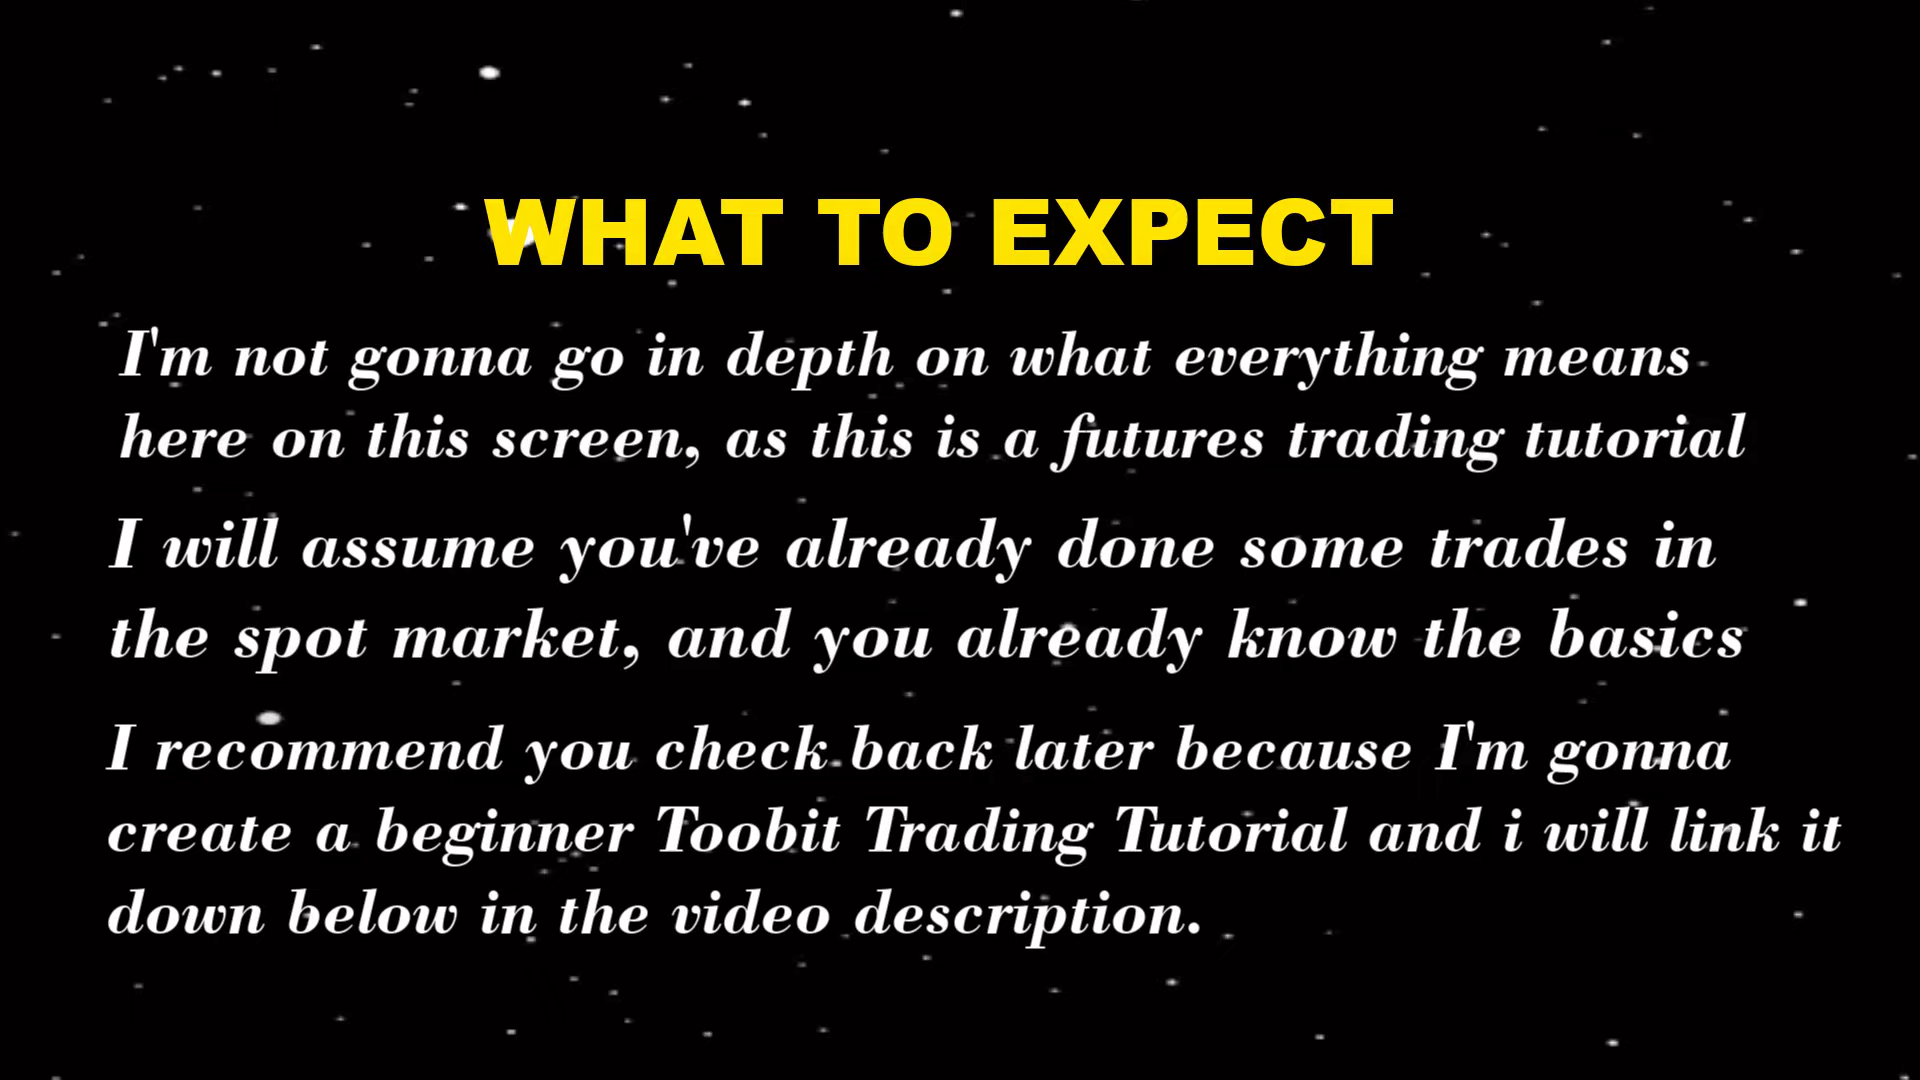 WHAT TO EXPECT
I'm not gonna go in depth on what everything means
here on this screen, as this is a futures trading tutorial
I will assume you've already done some trades in
the spot market, and you already know the basics
I recommend you check back later because I'm gonna
create a beginner Toobit Trading Tutorial and i will link it
down below in the video description.